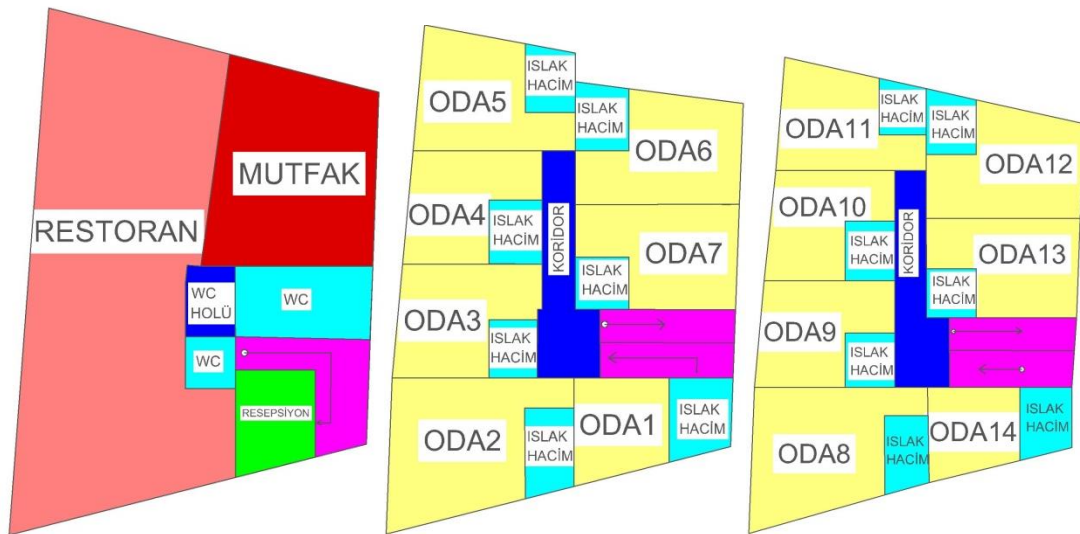 RESTORAN
MUTFAK
WC
HOLÜ
WC
WC
RESEPSİYON
ODA5
ISLAK
HACİM
ISLAK
HACİM
ODA6
ODA4
ISLAK
HACİM
KORİDOR
ODA7
ISLAK
HACİM
ODA3
ISLAK
HACİM
ODA2
ISLAK
HACİM
ODA1
ISLAK
HACİM
ODA11
ISLAK
HACİM
ISLAK
HACİM
ODA12
ODA10
ISLAK
HACİM
KORİDOR
ODA13
ISLAK
HACİM
ODA9
ISLAK
HACİM
ODA8
ISLAK
HACİM
ODA14
ISLAK
HACİM